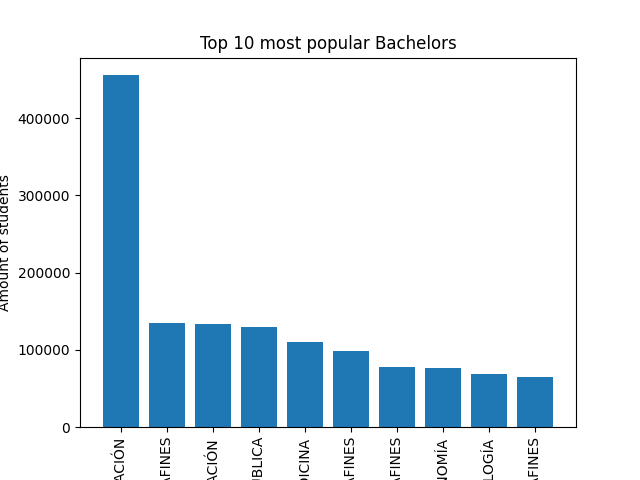 Top 10 most popular Bachelors
Amount of students
400000
300000
200000
100000
0
ACIÓN
AFINES
ACIÓN
BLICA
DICINA
AFINES
AFINES
NOMÍA
LOGÍA
AFINES